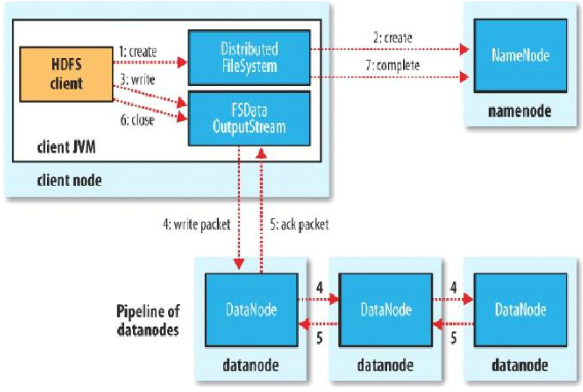 HDFS
client
1: create
3: write
6: close
Distributed
FileSystem
FSData
OutputStream
client JVM
client node
2: create
7: complete
NameNode
namenode
4: write packet
5: ack packet
Pipeline of
datanodes
DataNode
datanode
4
5
DataNode
datanode
4
5
DataNode
datanode